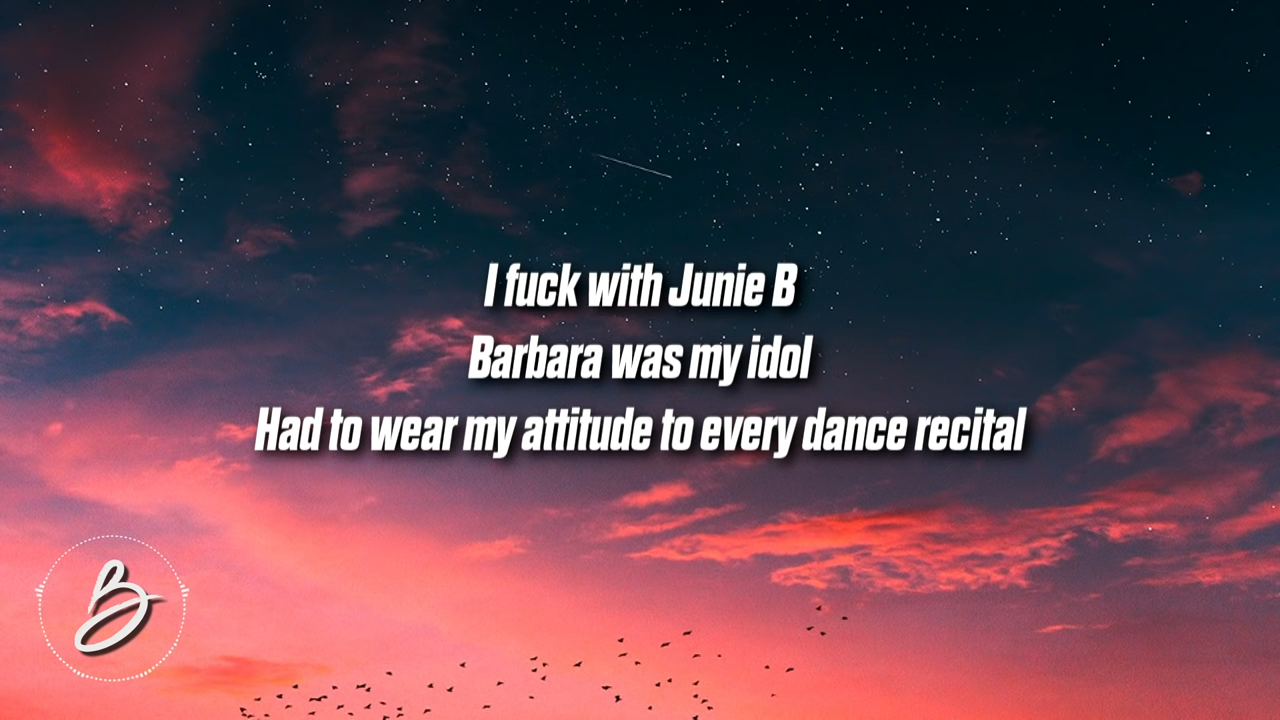 I fuck with Junie B
Barbara was my idol
Had to wear my attitude to every dance recital
B